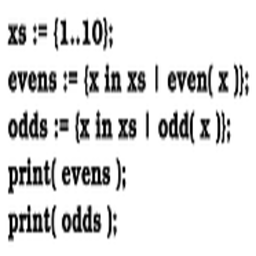 xs := {1..10};
evens := {x in xs | even( x )};
odds := {x in xs | odd( x )};
print( evens );
print( odds );